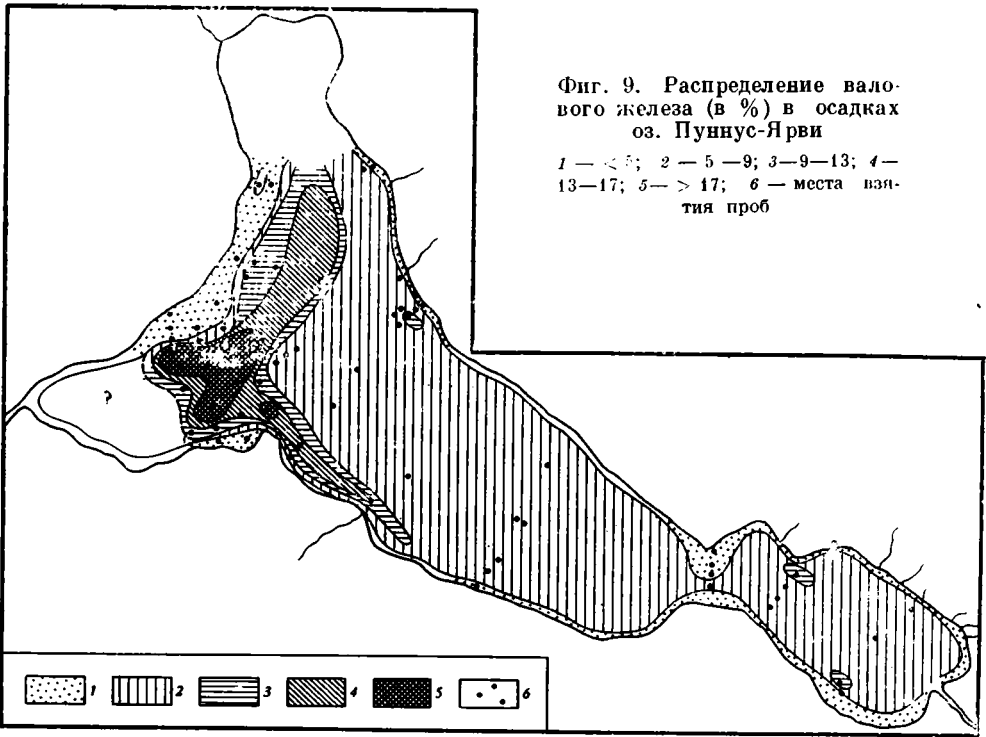 Фиг. 9. Распределение вало-
вого железа (в %) в осадках
оз. Пуннус-Ярви
1 — < 5; 2 — 5 —9; 3—9—13; 4—
13—17; 5— > 17; 6 — места взя-
тия проб
?
1 2 3 4 5 6